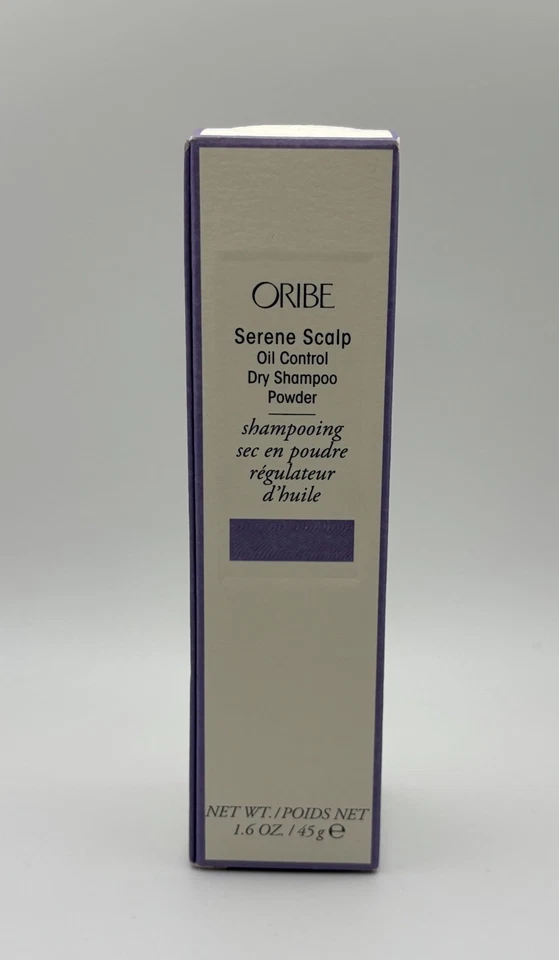 ORIBE
Serene Scalp
Oil Control
Dry Shampoo
Powder
shampooing
sec en poudre
régulateur
d'huile
NET WT. / POIDS NET
1.6 OZ. / 45 g ℮